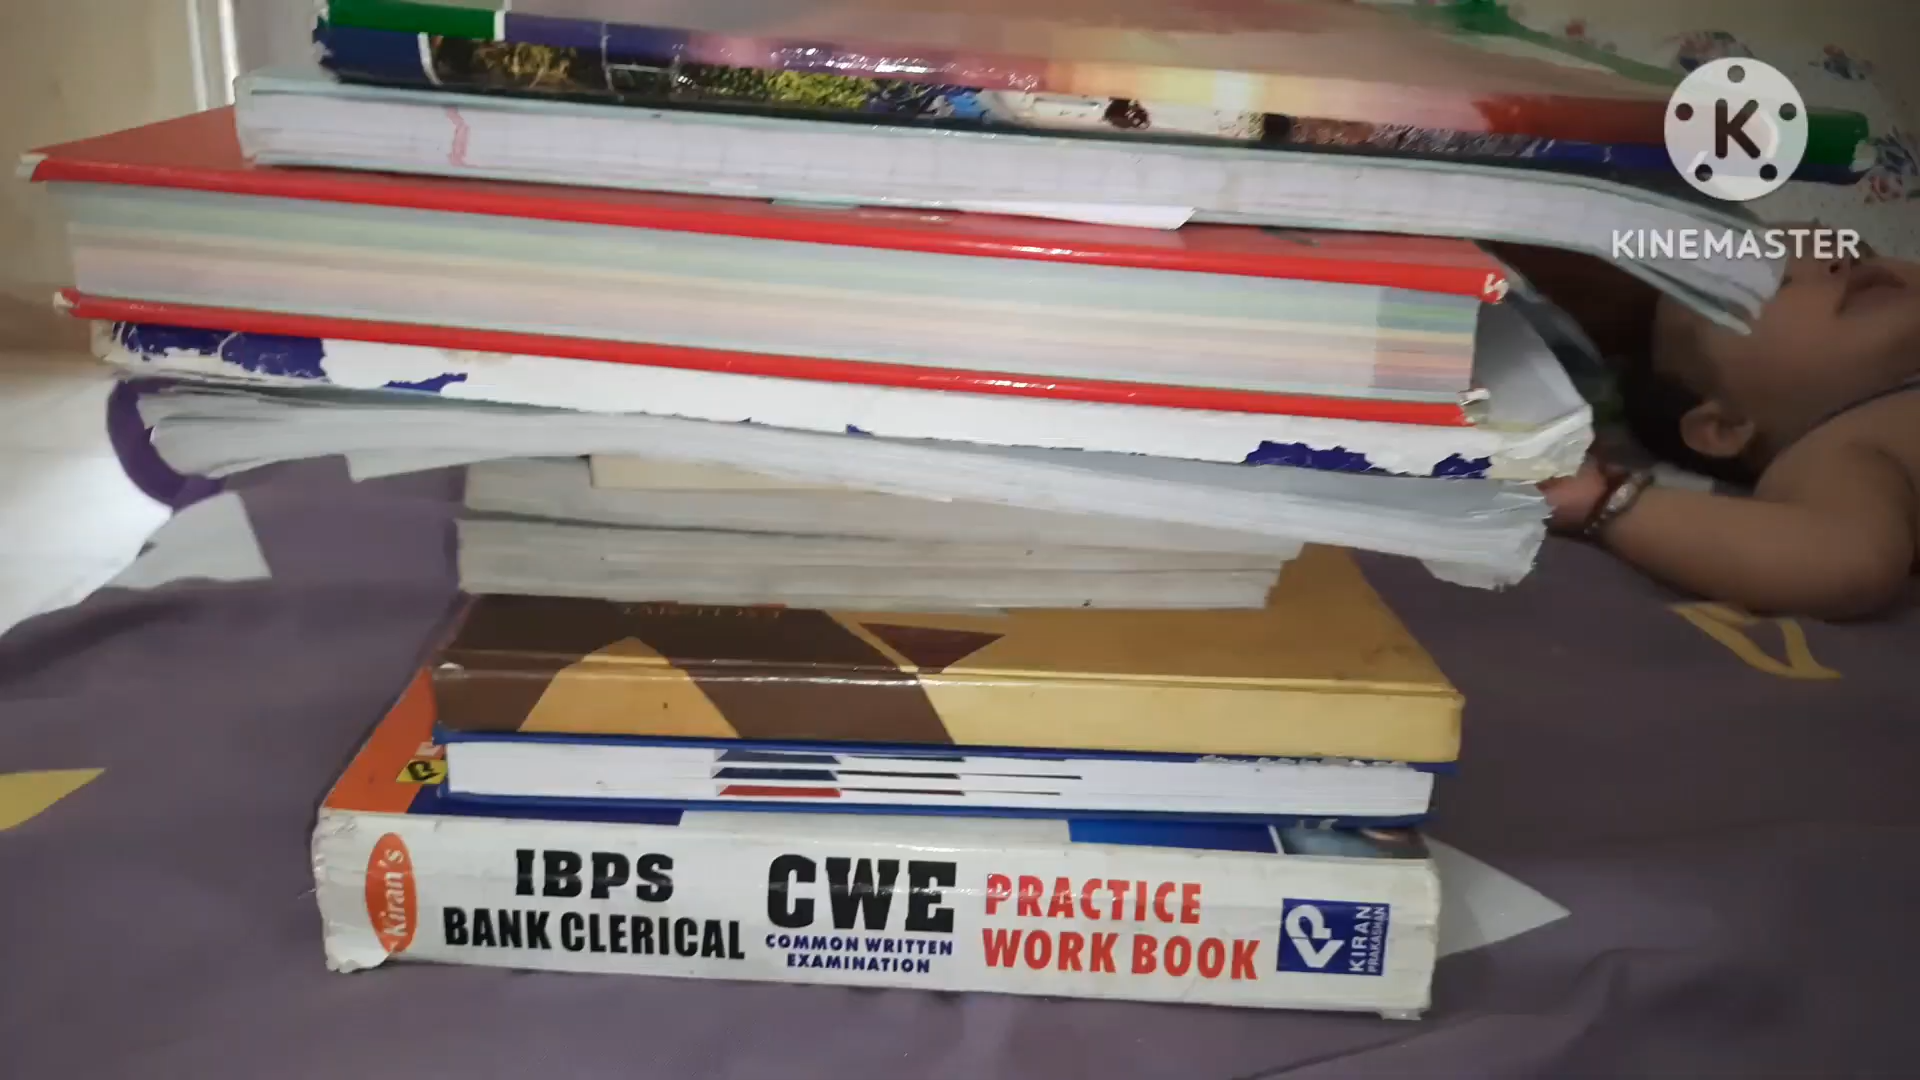 KINEMASTER
Kiran's
IBPS
BANK CLERICAL
CWE
COMMON WRITTEN
EXAMINATION
PRACTICE
WORK BOOK
KIRAN
PRAKASHAN